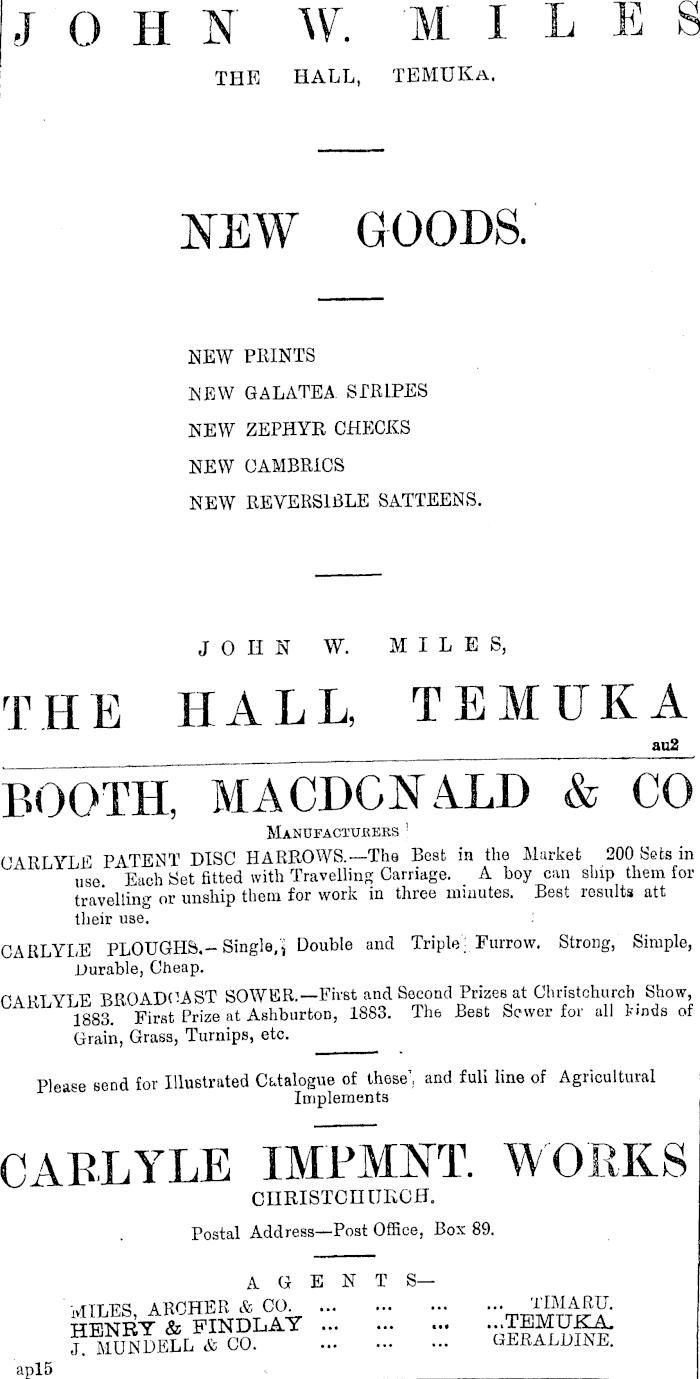 JOHN W. MILES
THE HALL, TEMUKA.
NEW GOODS.
NEW PRINTS
NEW GALATEA STRIPES
NEW ZEPHYR CHECKS
NEW CAMBRICS
NEW REVERSIBLE SATTEENS.
JOHN W. MILES,
THE HALL, TEMUKA
au2
BOOTH, MACDONALD & CO
MANUFACTURERS
CARLYLE PATENT DISC HARROWS.—The Best in the Market 200 Sets in
use. Each Set fitted with Travelling Carriage. A boy can ship them for
travelling or unship them for work in three minutes. Best results att
their use.
CARLYLE PLOUGHS.—Single, Double and Triple Furrow. Strong, Simple,
Durable, Cheap.
CARLYLE BROADCAST SOWER.—First and Second Prizes at Christchurch Show,
1883. First Prize at Ashburton, 1883. The Best Sower for all kinds of
Grain, Grass, Turnips, etc.
Please send for Illustrated Catalogue of these, and full line of Agricultural
Implements
CARLYLE IMPMNT. WORKS
CHRISTCHURCH.
Postal Address—Post Office, Box 89.
AGENTS—
MILES, ARCHER & CO. ... ... ... ... TIMARU.
HENRY & FINDLAY ... ... ... ...TEMUKA.
J. MUNDELL & CO. ... ... ... GERALDINE.
ap15